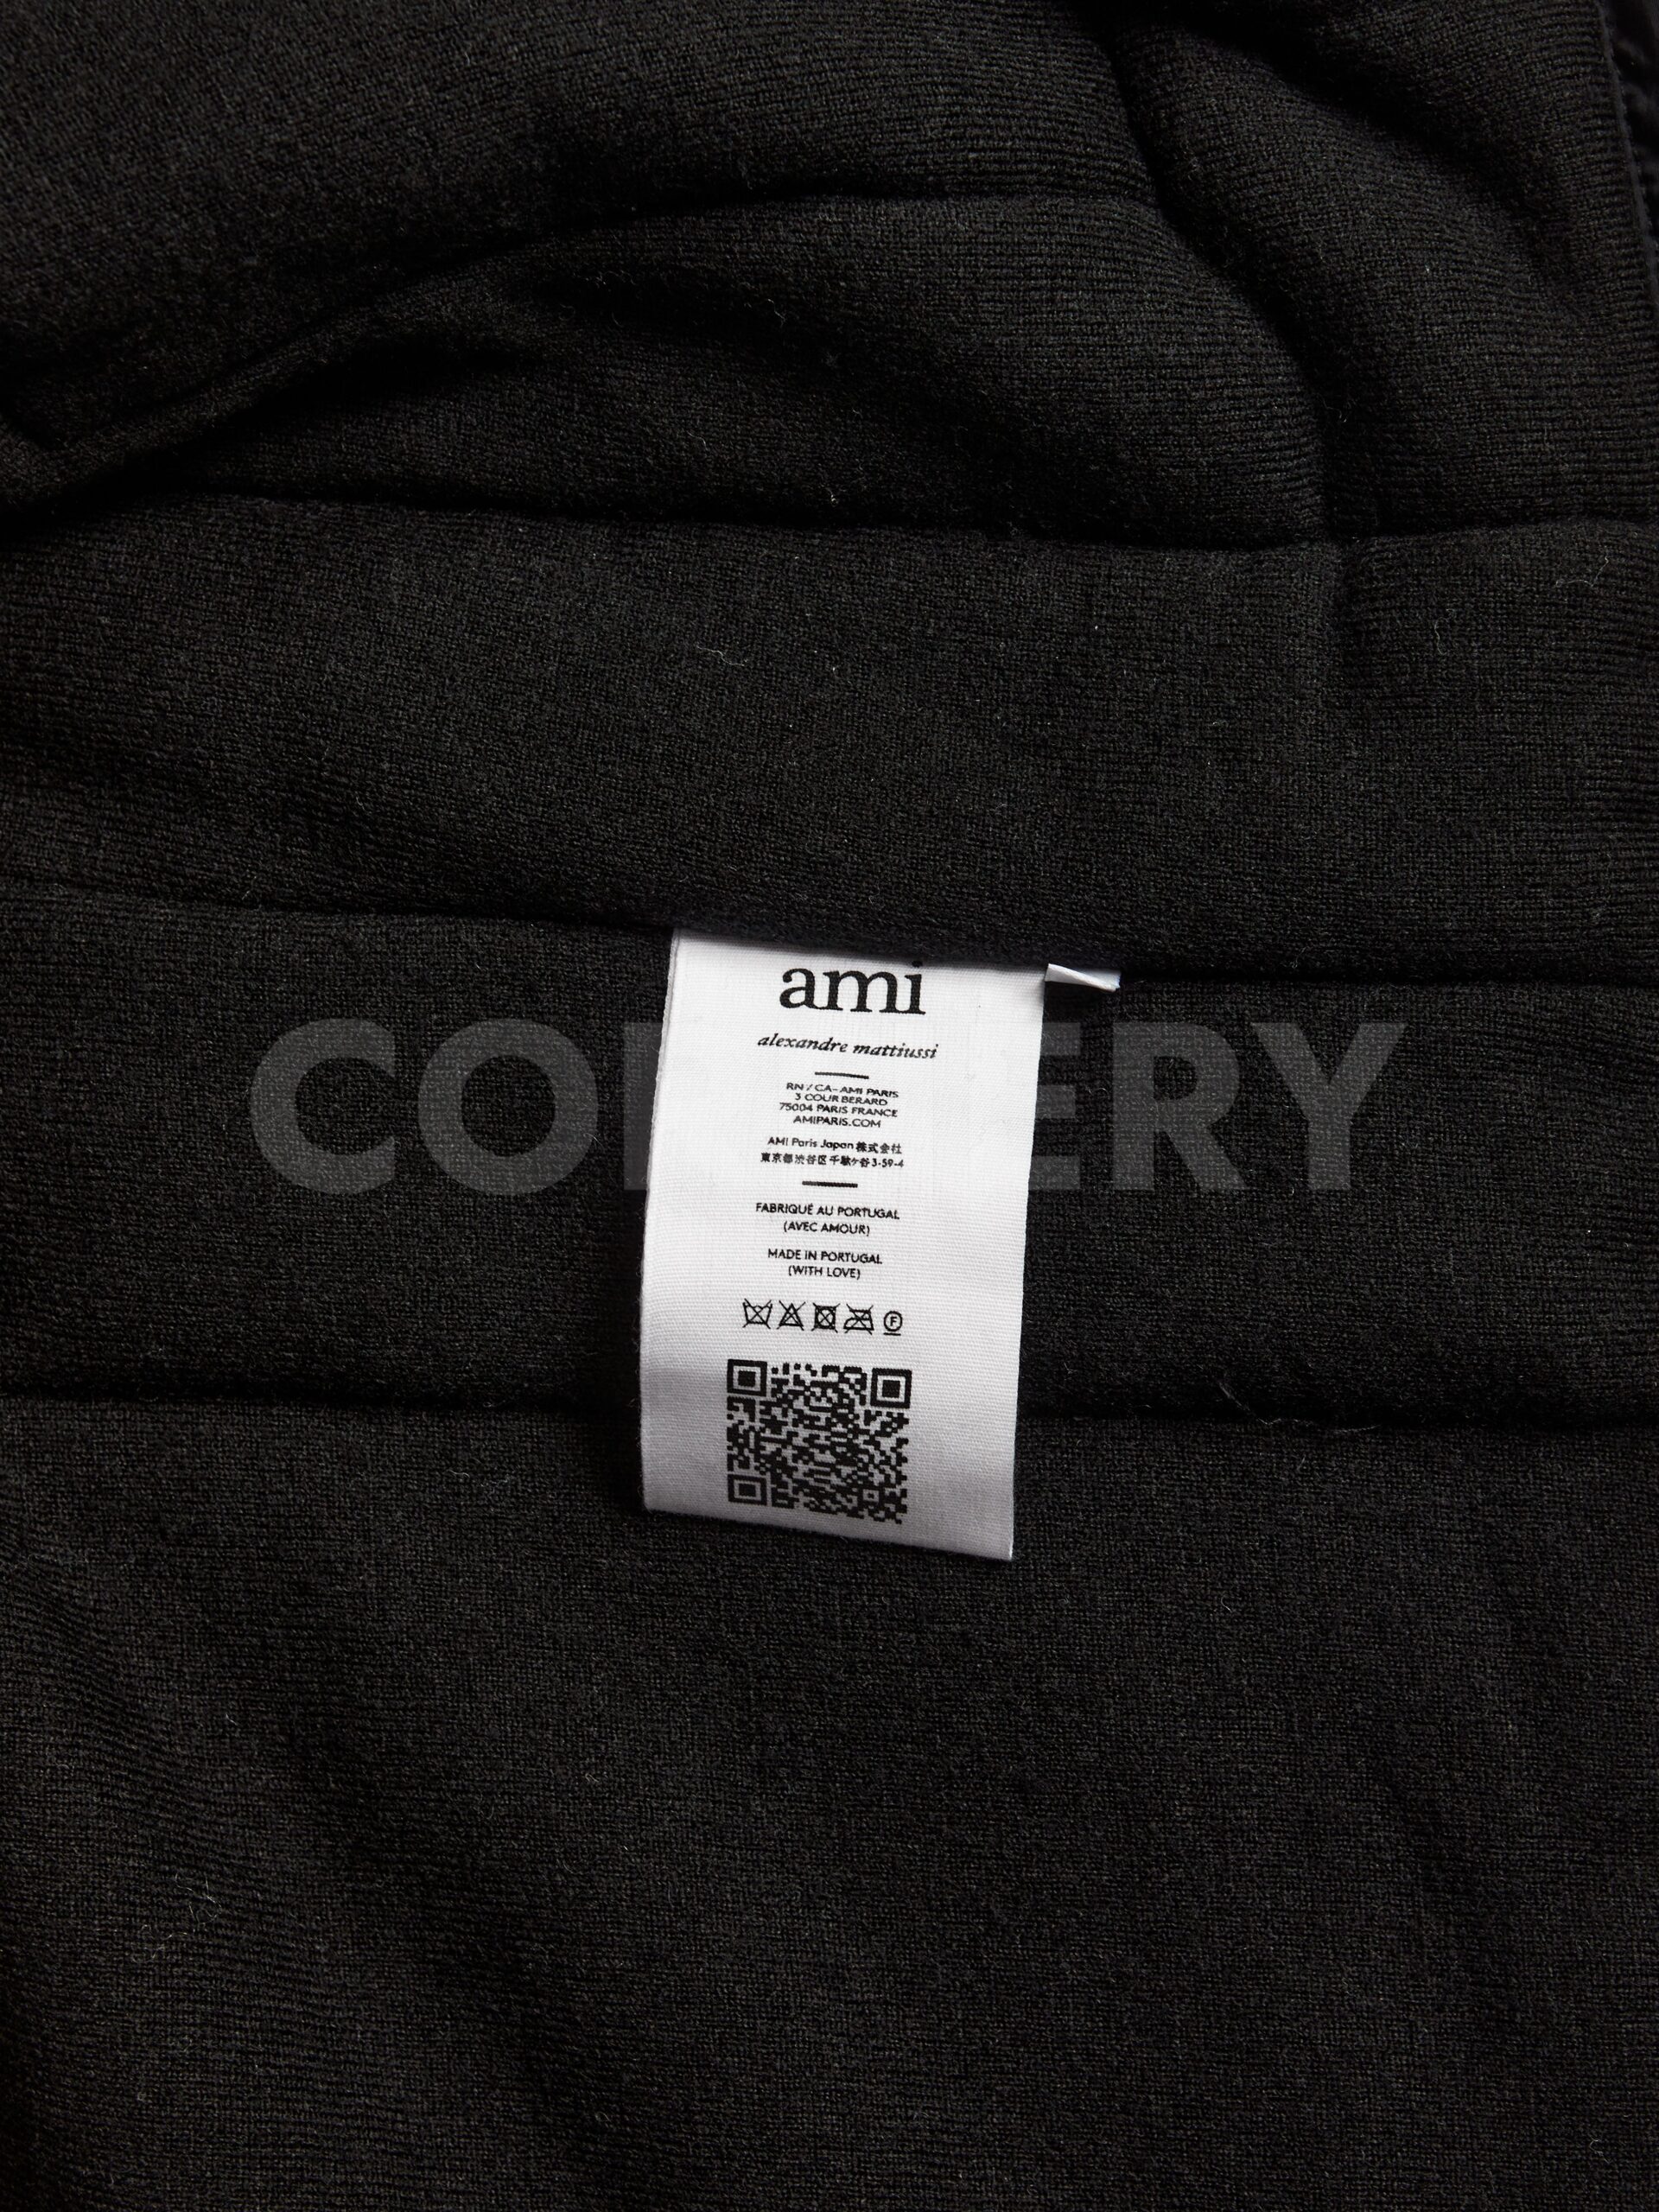 ami
alexandre mattiussi
RN / CA-AMI PARIS
3 COUR BERARD
75004 PARIS FRANCE
AMIPARIS.COM
AMI Paris Japan 株式会社
東京都渋谷区千駄ヶ谷3-59-4
FABRIQUÉ AU PORTUGAL
(AVEC AMOUR)
MADE IN PORTUGAL
(WITH LOVE)
F